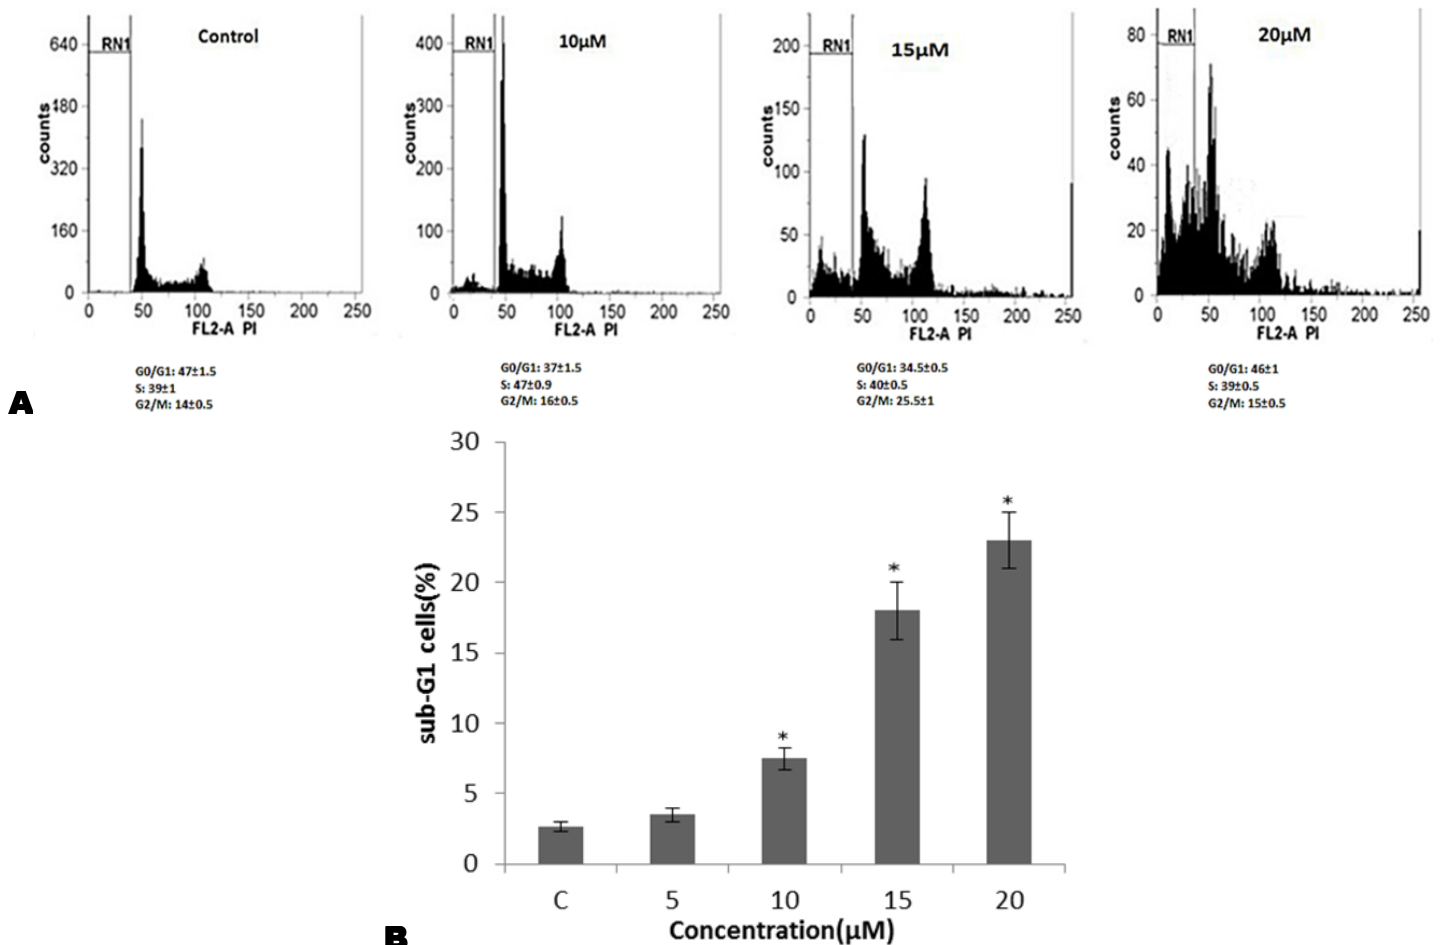 Control
RN1
640
480
320
160
0
counts
0 50 100 150 200 250
FL2-A PI
G0/G1: 47±1.5
S: 39±1
G2/M: 14±0.5
10μM
RN1
400
300
200
100
0
counts
0 50 100 150 200 250
FL2-A PI
G0/G1: 37±1.5
S: 47±0.9
G2/M: 16±0.5
15μM
RN1
200
150
100
50
0
counts
0 50 100 150 200 250
FL2-A PI
G0/G1: 34.5±0.5
S: 40±0.5
G2/M: 25.5±1
20μM
RN1
80
60
40
20
0
counts
0 50 100 150 200 250
FL2-A PI
G0/G1: 46±1
S: 39±0.5
G2/M: 15±0.5
A
30
25
20
15
10
5
0
sub-G1 cells(%)
*
*
*
C 5 10 15 20
Concentration(μM)
B